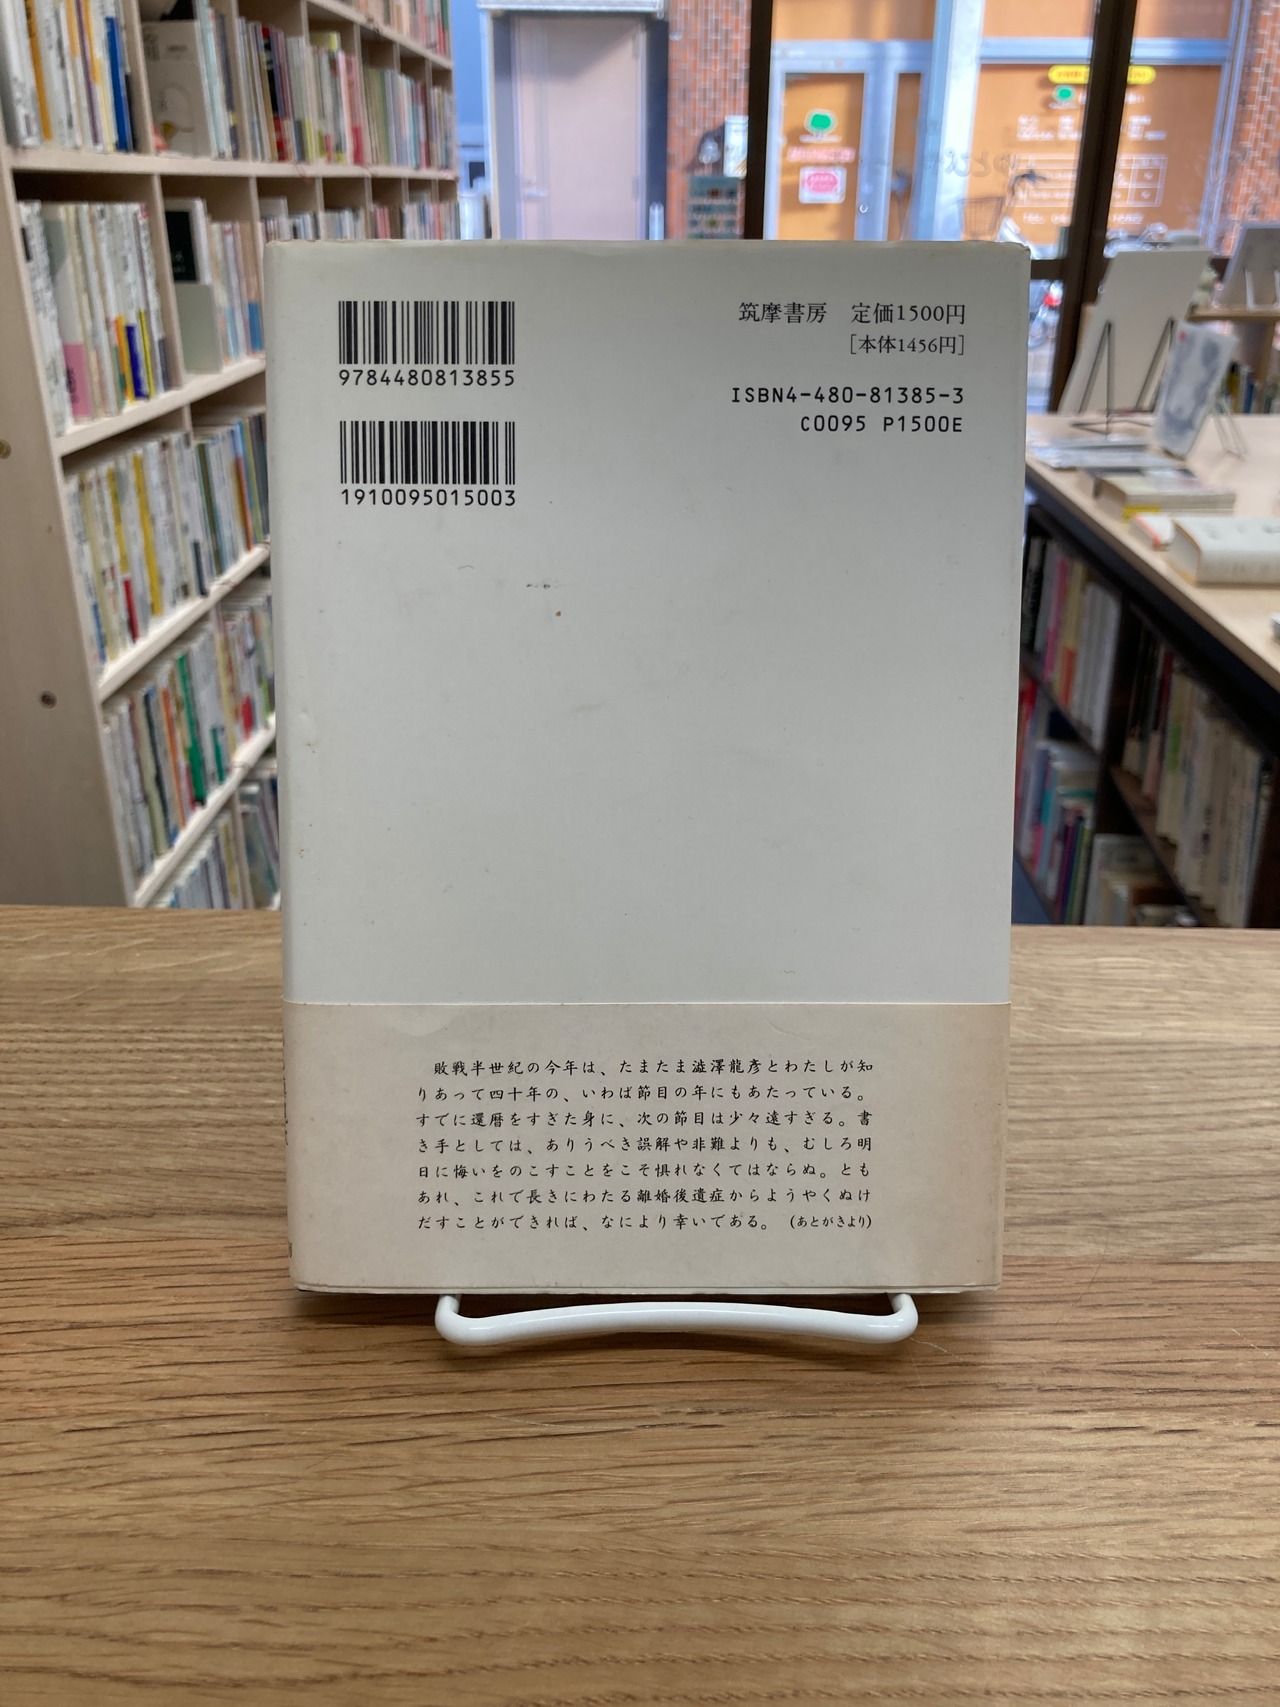 9784480813855
1910095015003
筑摩書房　定価1500円
［本体1456円］
ISBN4-480-81385-3
C0095 P1500E
敗戦半世紀の今年は、たまたま澁澤龍彥とわたしが知
りあって四十年の、いわば節目の年にもあたっている。
すでに還暦をすぎた身に、次の節目は少々遠すぎる。書
き手としては、ありうべき誤解や非難よりも、むしろ明
日に悔いをのこすことをこそ惧れなくてはならぬ。とも
あれ、これで長きにわたる離婚後遺症からようやくぬけ
だすことができれば、なにより幸いである。（あとがきより）